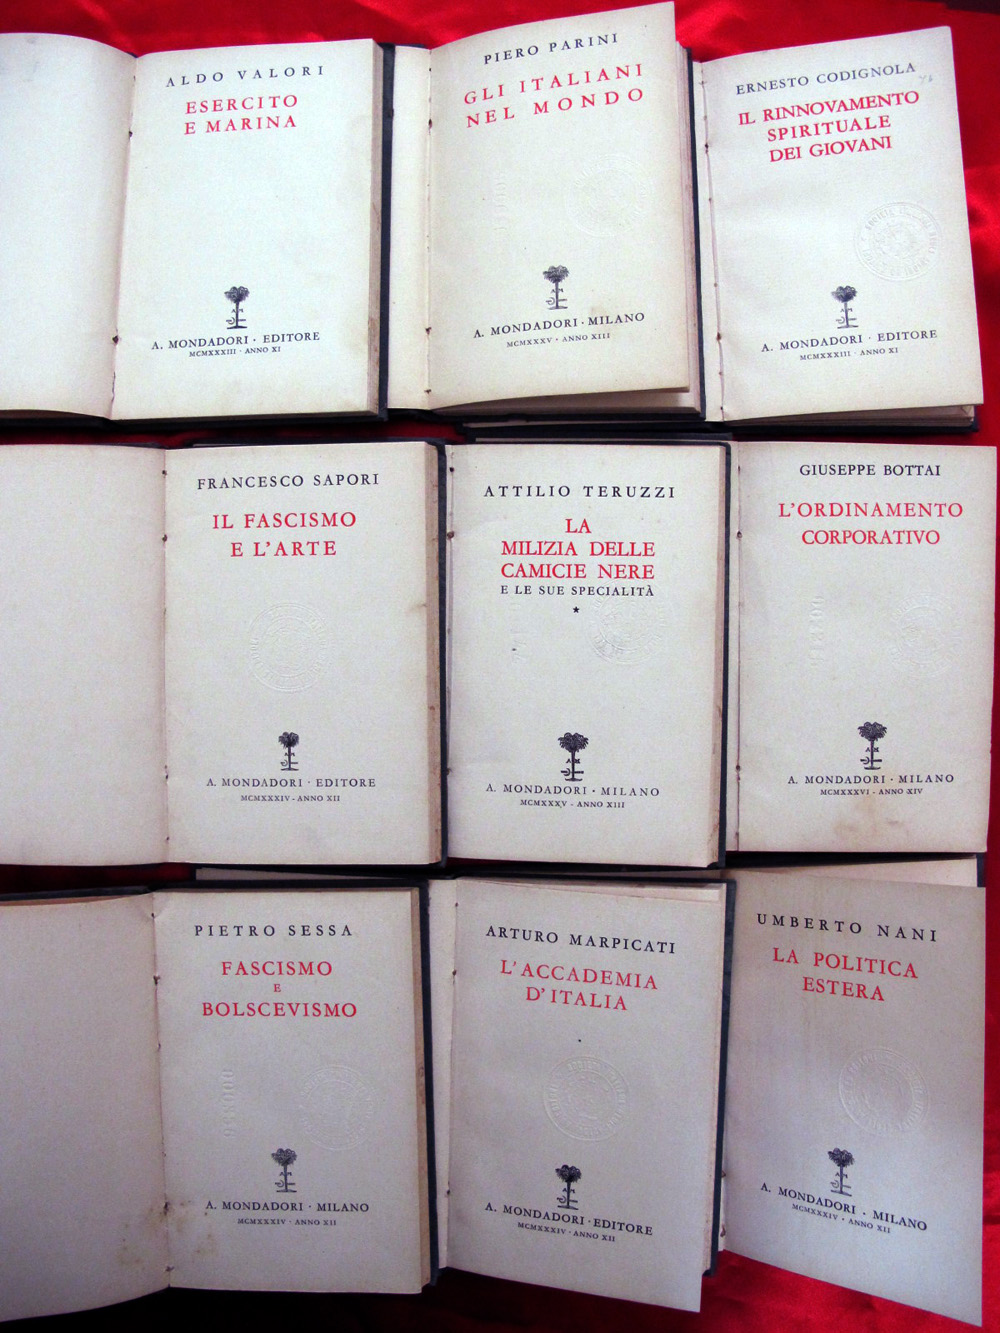 ALDO VALORI
ESERCITO
E MARINA
A. MONDADORI · EDITORE
MCMXXXIII · ANNO XI
PIERO PARINI
GLI ITALIANI
NEL MONDO
A. MONDADORI · MILANO
MCMXXXV · ANNO XIII
ERNESTO CODIGNOLA
IL RINNOVAMENTO
SPIRITUALE
DEI GIOVANI
A. MONDADORI · EDITORE
MCMXXXIII · ANNO XI
FRANCESCO SAPORI
IL FASCISMO
E L'ARTE
A. MONDADORI · EDITORE
MCMXXXIV - ANNO XII
ATTILIO TERUZZI
LA
MILIZIA DELLE
CAMICIE NERE
E LE SUE SPECIALITÀ
★
A. MONDADORI · MILANO
MCMXXXV - ANNO XIII
GIUSEPPE BOTTAI
L'ORDINAMENTO
CORPORATIVO
A. MONDADORI · MILANO
MCMXXXVI - ANNO XIV
PIETRO SESSA
FASCISMO
E
BOLSCEVISMO
A. MONDADORI · MILANO
MCMXXXIV · ANNO XII
ARTURO MARPICATI
L'ACCADEMIA
D'ITALIA
A. MONDADORI · EDITORE
MCMXXXIV · ANNO XII
UMBERTO NANI
LA POLITICA
ESTERA
A. MONDADORI · MILANO
MCMXXXIV · ANNO XII